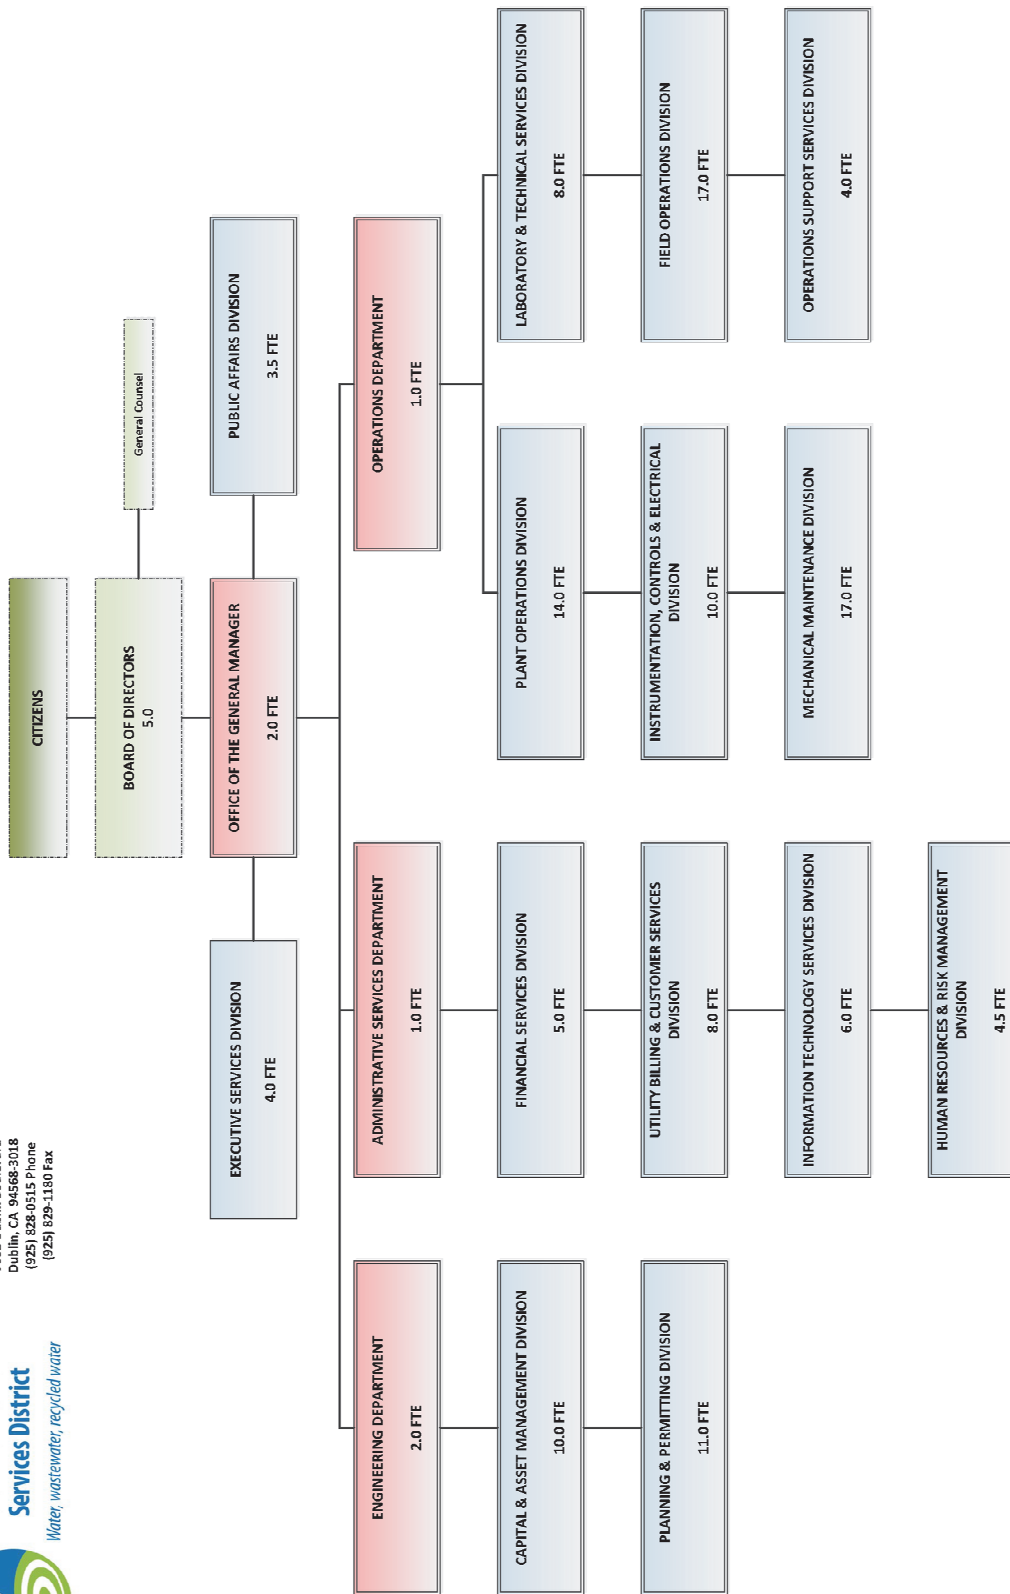 Services District
Water, wastewater, recycled water
Dublin, CA 94568-3018
(925) 828-0515 Phone
(925) 829-1180 Fax
CITIZENS
BOARD OF DIRECTORS
5.0
General Counsel
EXECUTIVE SERVICES DIVISION
4.0 FTE
OFFICE OF THE GENERAL MANAGER
2.0 FTE
PUBLIC AFFAIRS DIVISION
3.5 FTE
ENGINEERING DEPARTMENT
2.0 FTE
CAPITAL & ASSET MANAGEMENT DIVISION
10.0 FTE
PLANNING & PERMITTING DIVISION
11.0 FTE
ADMINISTRATIVE SERVICES DEPARTMENT
1.0 FTE
FINANCIAL SERVICES DIVISION
5.0 FTE
UTILITY BILLING & CUSTOMER SERVICES
DIVISION
8.0 FTE
INFORMATION TECHNOLOGY SERVICES DIVISION
6.0 FTE
HUMAN RESOURCES & RISK MANAGEMENT
DIVISION
4.5 FTE
OPERATIONS DEPARTMENT
1.0 FTE
PLANT OPERATIONS DIVISION
14.0 FTE
INSTRUMENTATION, CONTROLS & ELECTRICAL
DIVISION
10.0 FTE
MECHANICAL MAINTENANCE DIVISION
17.0 FTE
LABORATORY & TECHNICAL SERVICES DIVISION
8.0 FTE
FIELD OPERATIONS DIVISION
17.0 FTE
OPERATIONS SUPPORT SERVICES DIVISION
4.0 FTE